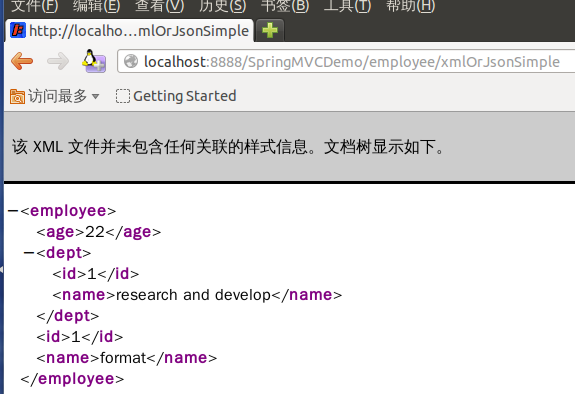 文件(F) 编辑(E) 查看(V) 历史(S) 书签(B) 工具(T) 帮助(H)
http://localho...mlOrJsonSimple
localhost:8888/SpringMVCDemo/employee/xmlOrJsonSimple
访问最多 Getting Started
该 XML 文件并未包含任何关联的样式信息。文档树显示如下。
−<employee>
<age>22</age>
−<dept>
<id>1</id>
<name>research and develop</name>
</dept>
<id>1</id>
<name>format</name>
</employee>